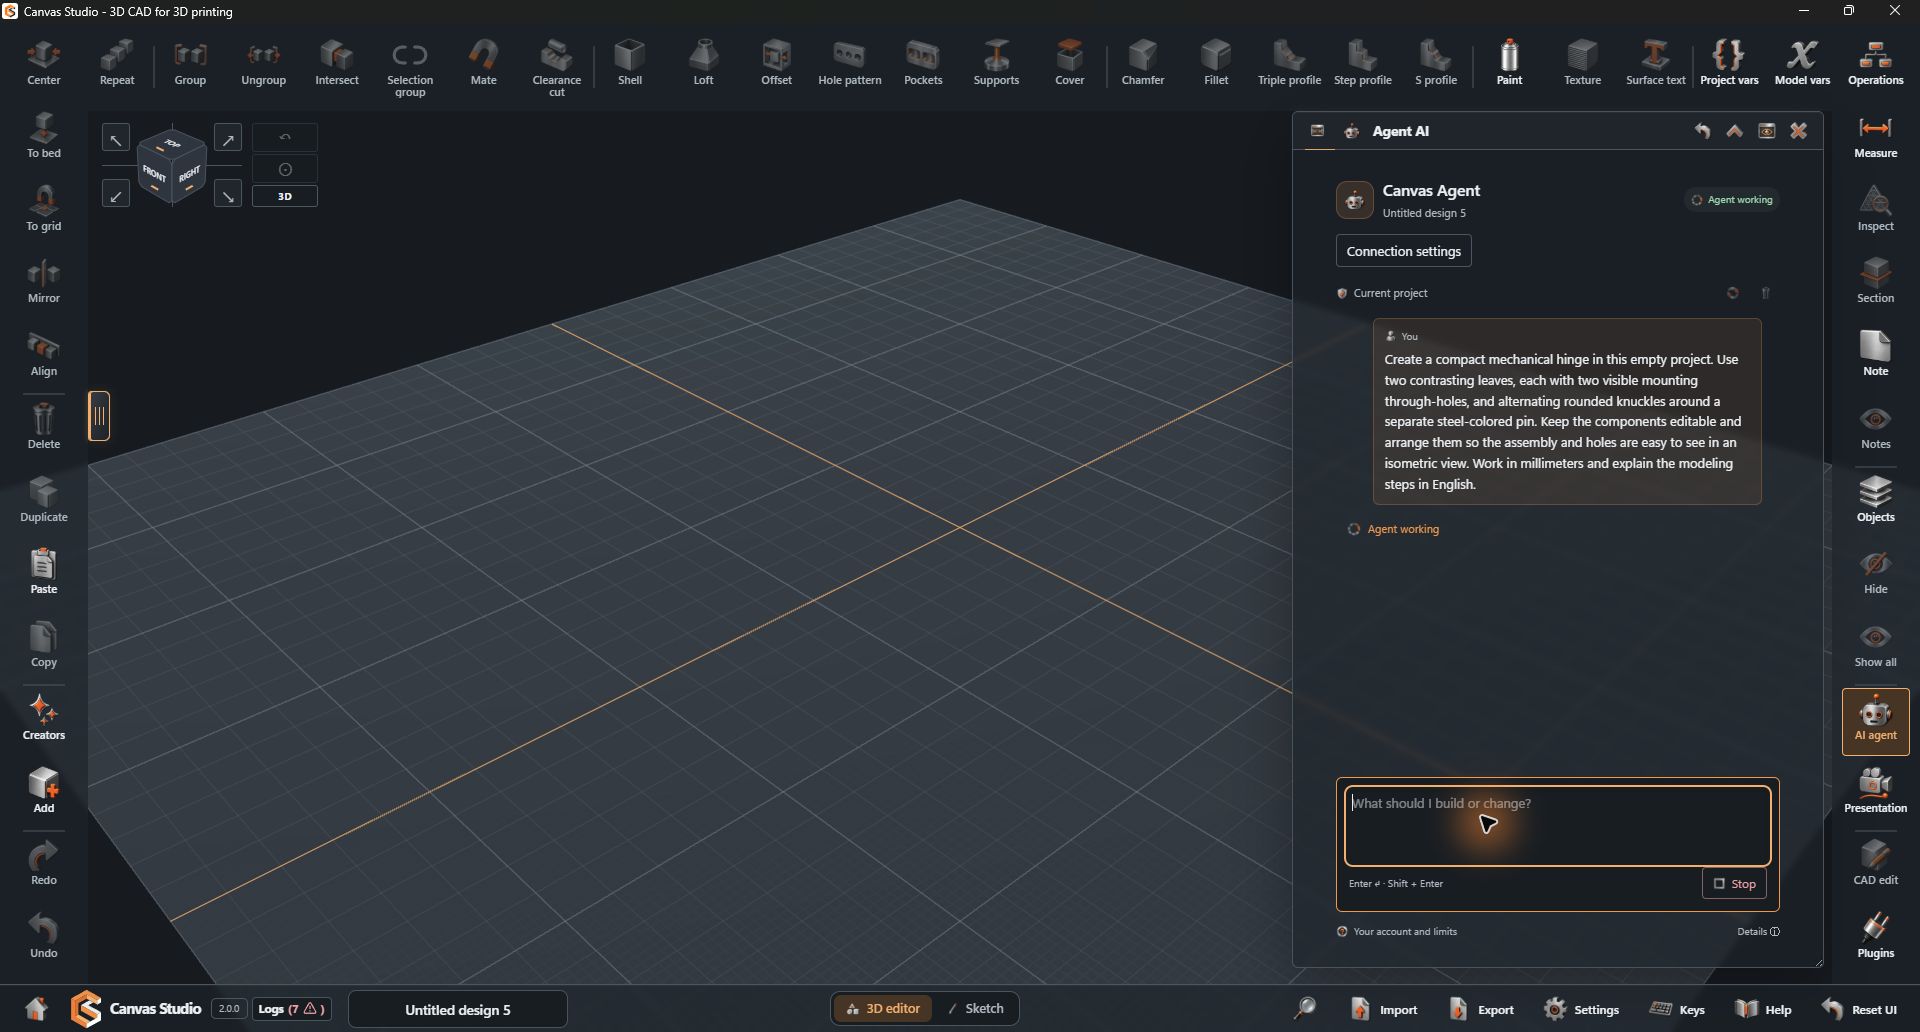 Canvas Studio - 3D CAD for 3D printing
Center
Repeat
Group
Ungroup
Intersect
Selection
group
Mate
Clearance
cut
Shell
Loft
Offset
Hole pattern
Pockets
Supports
Cover
Chamfer
Fillet
Triple profile
Step profile
S profile
Paint
Texture
Surface text
Project vars
Model vars
Operations
To bed
To grid
Mirror
Align
Delete
Duplicate
Paste
Copy
Creators
Add
Redo
Undo
TOP
FRONT
RIGHT
3D
Agent AI
Canvas Agent
Untitled design 5
Agent working
Connection settings
Current project
You
Create a compact mechanical hinge in this empty project. Use
two contrasting leaves, each with two visible mounting
through-holes, and alternating rounded knuckles around a
separate steel-colored pin. Keep the components editable and
arrange them so the assembly and holes are easy to see in an
isometric view. Work in millimeters and explain the modeling
steps in English.
Agent working
What should I build or change?
Enter ↵ · Shift + Enter
Stop
Your account and limits
Details
Measure
Inspect
Section
Note
Notes
Objects
Hide
Show all
AI agent
Presentation
CAD edit
Plugins
Canvas Studio
2.0.0
Logs (7 ⚠)
Untitled design 5
3D editor
Sketch
Import
Export
Settings
Keys
Help
Reset UI